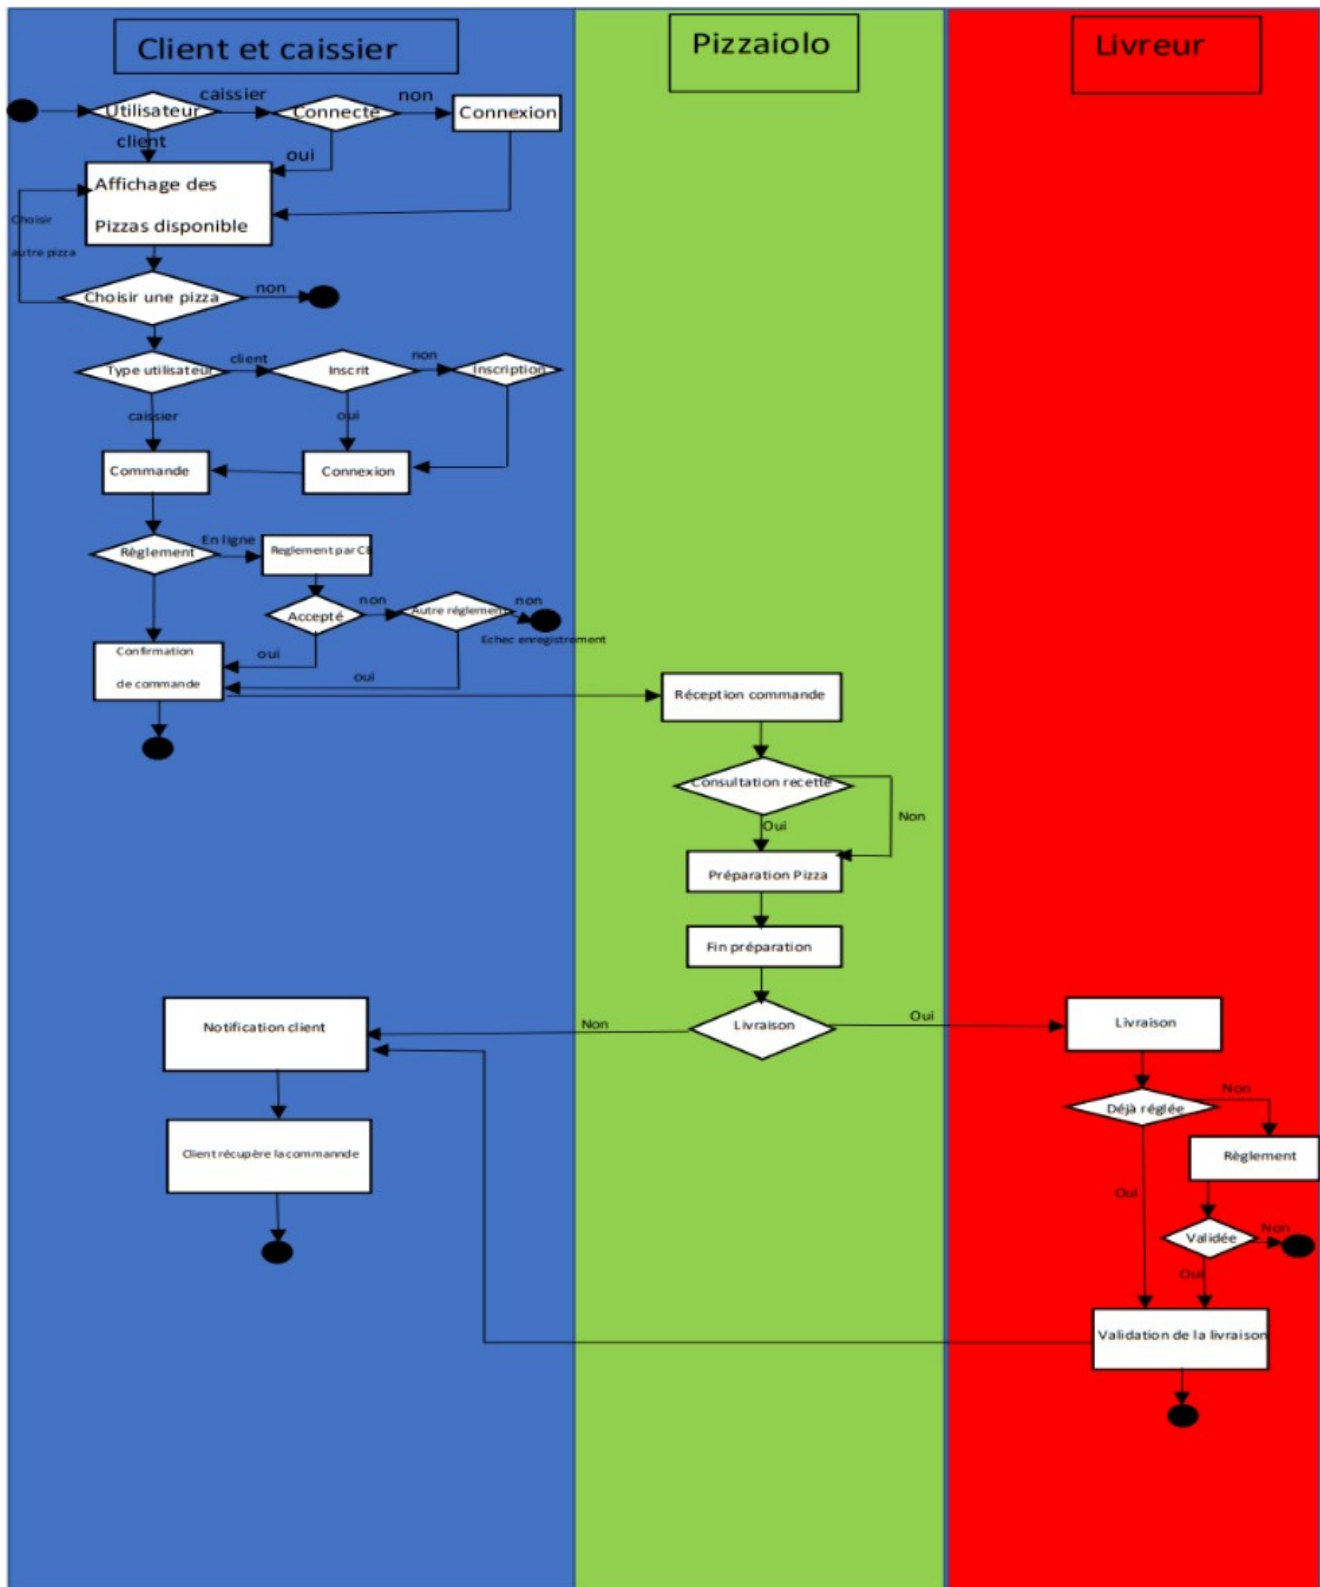 Client et caissier
Pizzaiolo
Livreur
Utilisateur
caissier
Connecté
non
Connexion
client
oui
Affichage des
Pizzas disponible
Choisir
autre pizza
Choisir une pizza
non
Type utilisateur
client
Inscrit
non
Inscription
caissier
oui
Commande
Connexion
Règlement
En ligne
Reglement par CB
Accepté
non
Autre réglement
non
Echec enregistrement
oui
oui
Confirmation
de commande
Réception commande
Consultation recette
Non
Oui
Préparation Pizza
Fin préparation
Livraison
Non
Oui
Notification client
Client récupère la commannde
Livraison
Déjà réglée
Non
Règlement
Oui
Validée
Non
Oui
Validation de la livraison